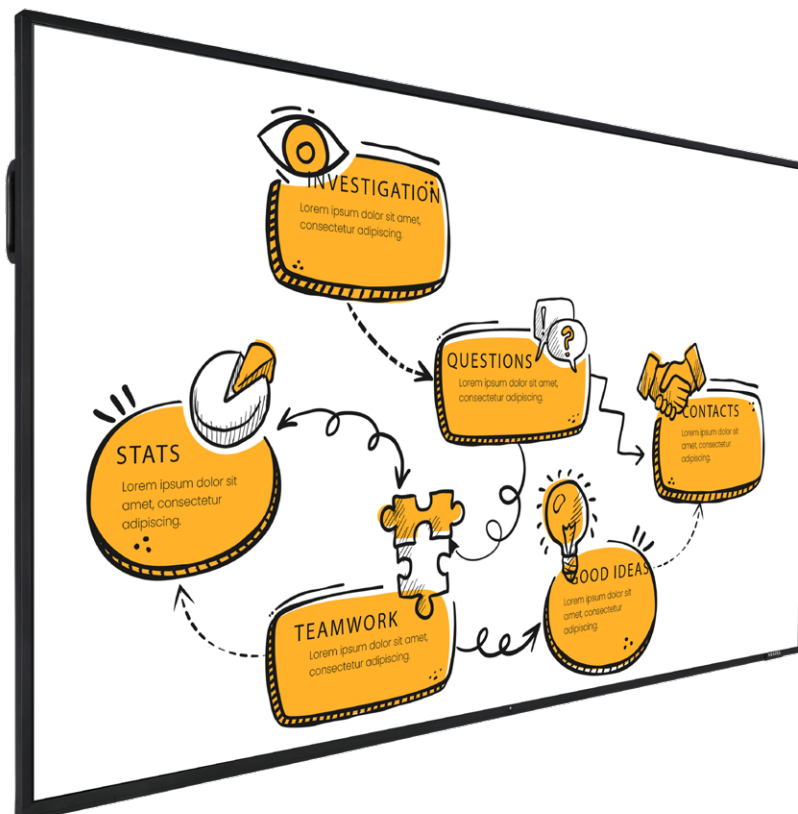 INVESTIGATION
Lorem ipsum dolor sit amet,
consectetur adipiscing.
QUESTIONS
Lorem ipsum dolor sit amet,
consectetur adipiscing.
CONTACTS
Lorem ipsum dolor
sit amet, consectetur
adipiscing.
STATS
Lorem ipsum dolor sit
amet, consectetur
adipiscing.
TEAMWORK
Lorem ipsum dolor sit amet,
consectetur adipiscing.
GOOD IDEAS
Lorem ipsum dolor sit
amet, consectetur
adipiscing.